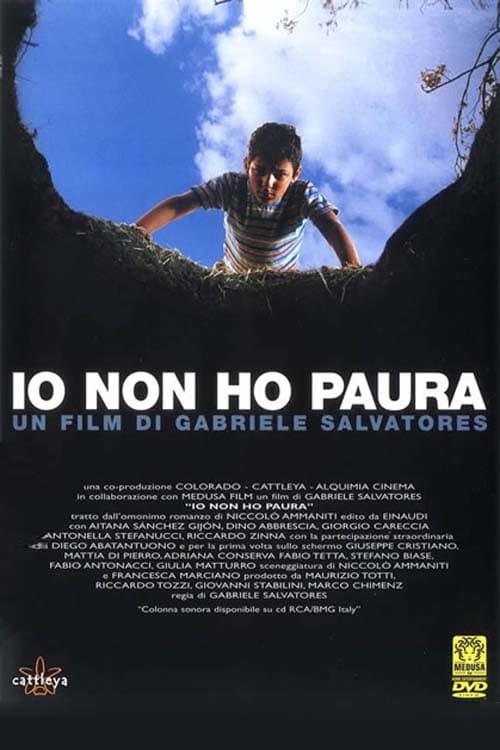 IO NON HO PAURA
UN FILM DI GABRIELE SALVATORES
una co-produzione COLORADO - CATTLEYA - ALQUIMIA CINEMA
in collaborazione con MEDUSA FILM un film di GABRIELE SALVATORES
"IO NON HO PAURA"
tratto dall'omonimo romanzo di NICCOLÒ AMMANITI edito da EINAUDI
con AITANA SÁNCHEZ GIJÓN, DINO ABBRESCIA, GIORGIO CARECCIA
ANTONELLA STEFANUCCI, RICCARDO ZINNA con la partecipazione straordinaria
di DIEGO ABATANTUONO e per la prima volta sullo schermo GIUSEPPE CRISTIANO,
MATTIA DI PIERRO, ADRIANA CONSERVA FABIO TETTA, STEFANO BIASE,
FABIO ANTONACCI, GIULIA MATTURRO sceneggiatura di NICCOLÒ AMMANITI
e FRANCESCA MARCIANO prodotto da MAURIZIO TOTTI,
RICCARDO TOZZI, GIOVANNI STABILINI, MARCO CHIMENZ
regia di GABRIELE SALVATORES
"Colonna sonora disponibile su cd RCA/BMG Italy"
cattleya
MEDUSA
HOME ENTERTAINMENT
DVD